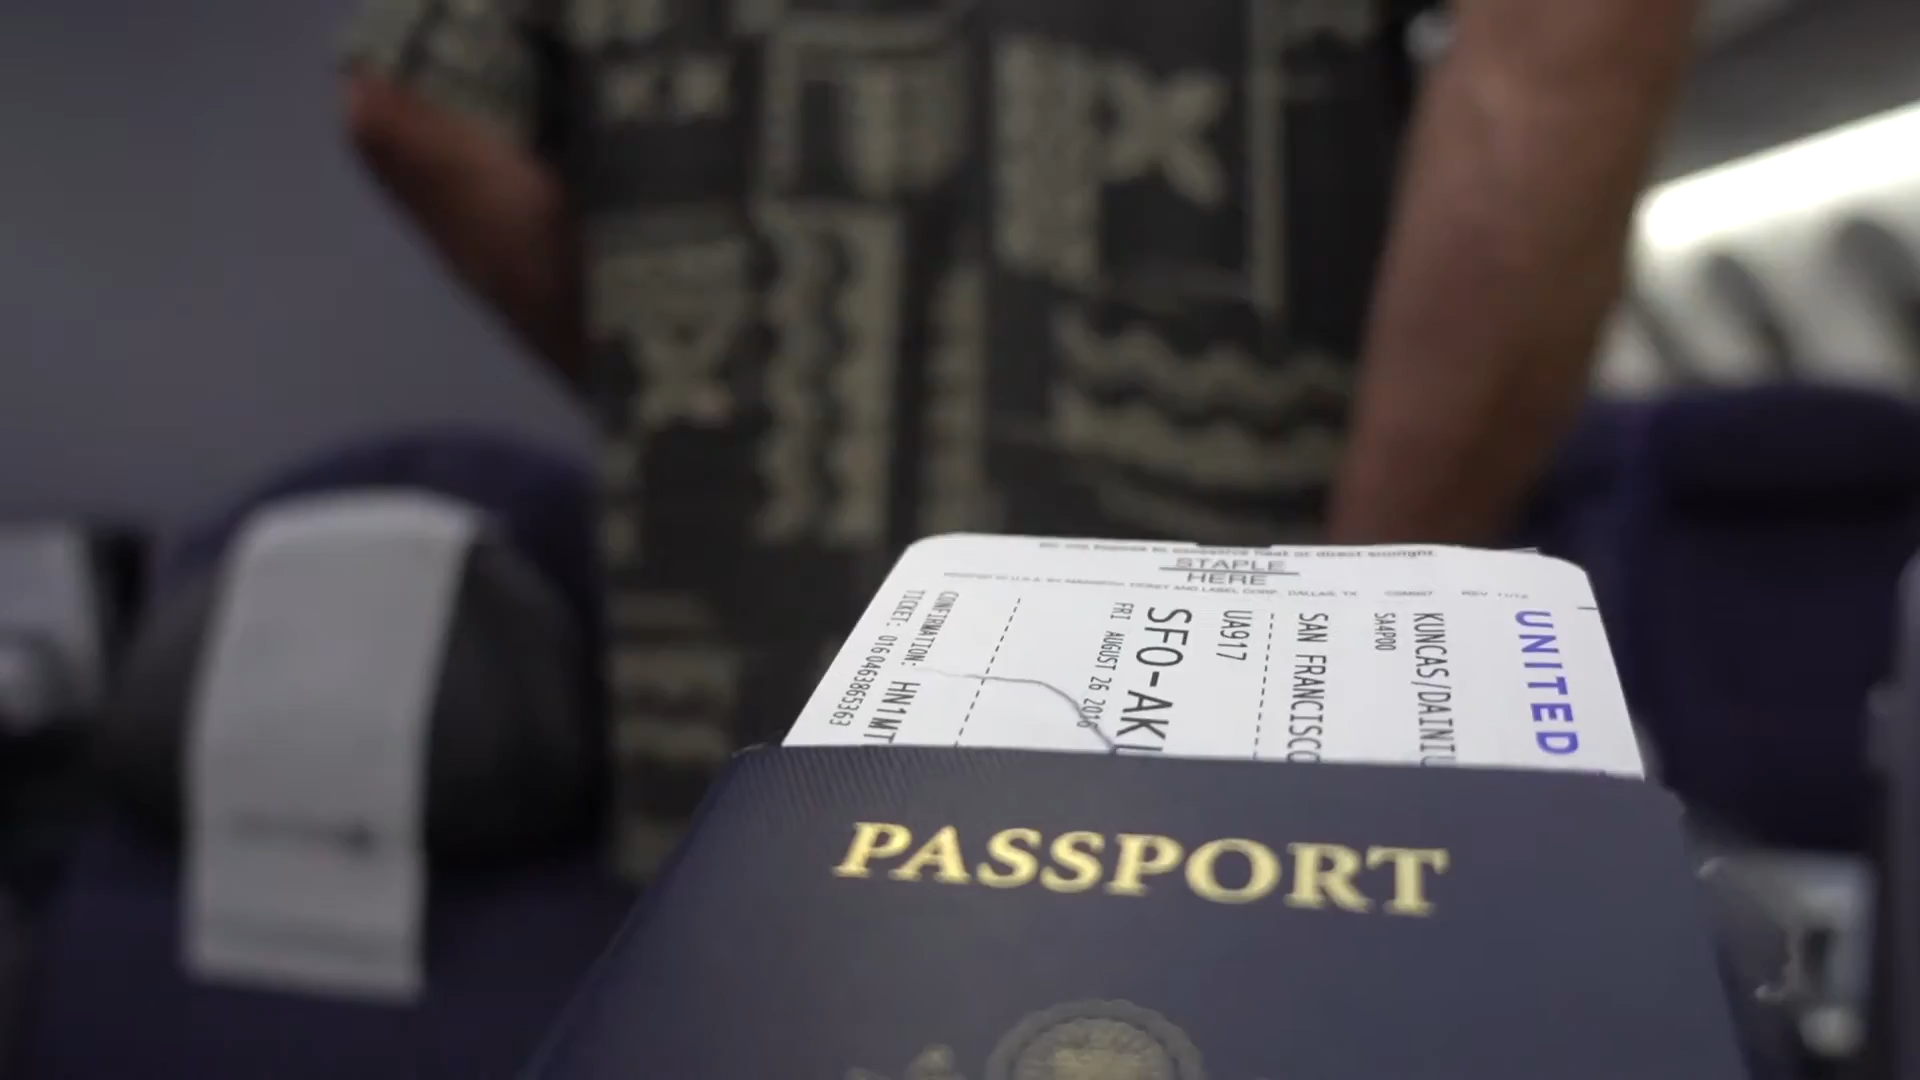 STAPLE
HERE
UNITED
KUNCAS/DAINIU
SA4P00
SAN FRANCISCO
UA917
SFO-AK
FRI AUGUST 26 2016
CONFIRMATION: HN1MT
TICKET: 0160463865363
PASSPORT